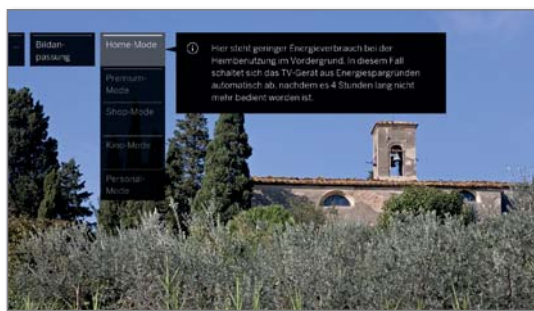 ...
Bildan-
passung
Home-Mode
Premium-
Mode
Shop-Mode
Kino-Mode
Personal-
Mode
Hier steht geringer Energieverbrauch bei der
Heimbenutzung im Vordergrund. In diesem Fall
schaltet sich das TV-Gerät aus Energiespargründen
automatisch ab, nachdem es 4 Stunden lang nicht
mehr bedient worden ist.